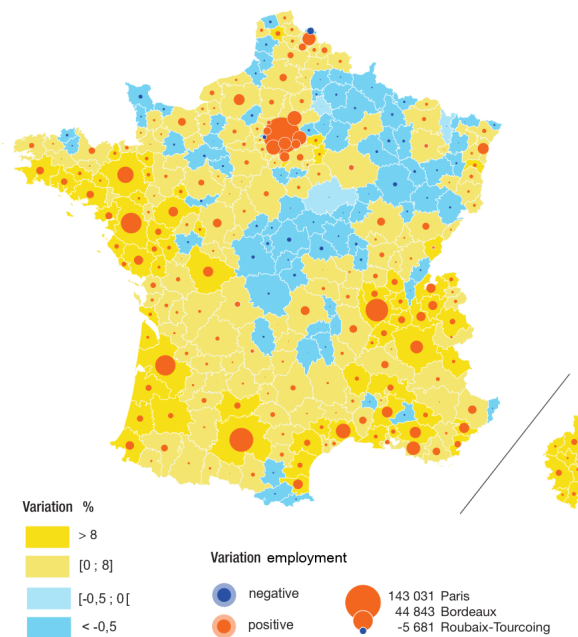 Variation %
> 8
[0 ; 8]
[-0,5 ; 0[
< -0,5
Variation employment
negative
positive
143 031 Paris
44 843 Bordeaux
-5 681 Roubaix-Tourcoing